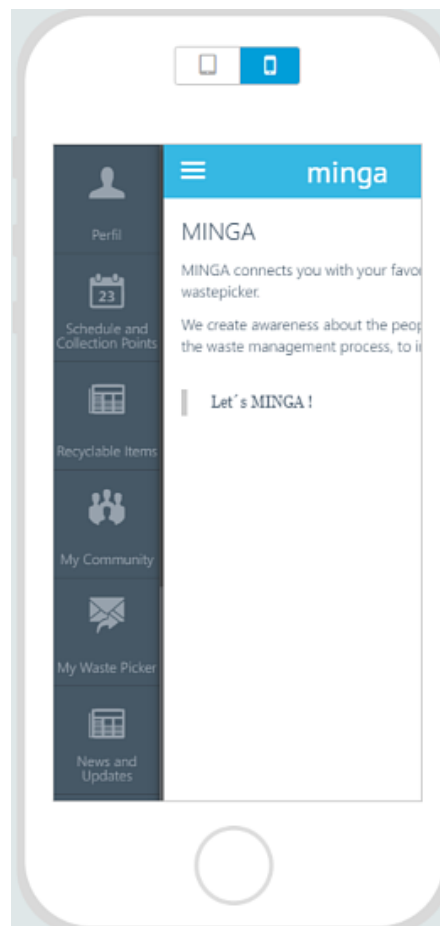 minga
Perfil
23
Schedule and
Collection Points
Recyclable Items
My Community
My Waste Picker
News and
Updates
MINGA
MINGA connects you with your favo
wastepicker.
We create awareness about the peop
the waste management process, to i
Let´s MINGA !